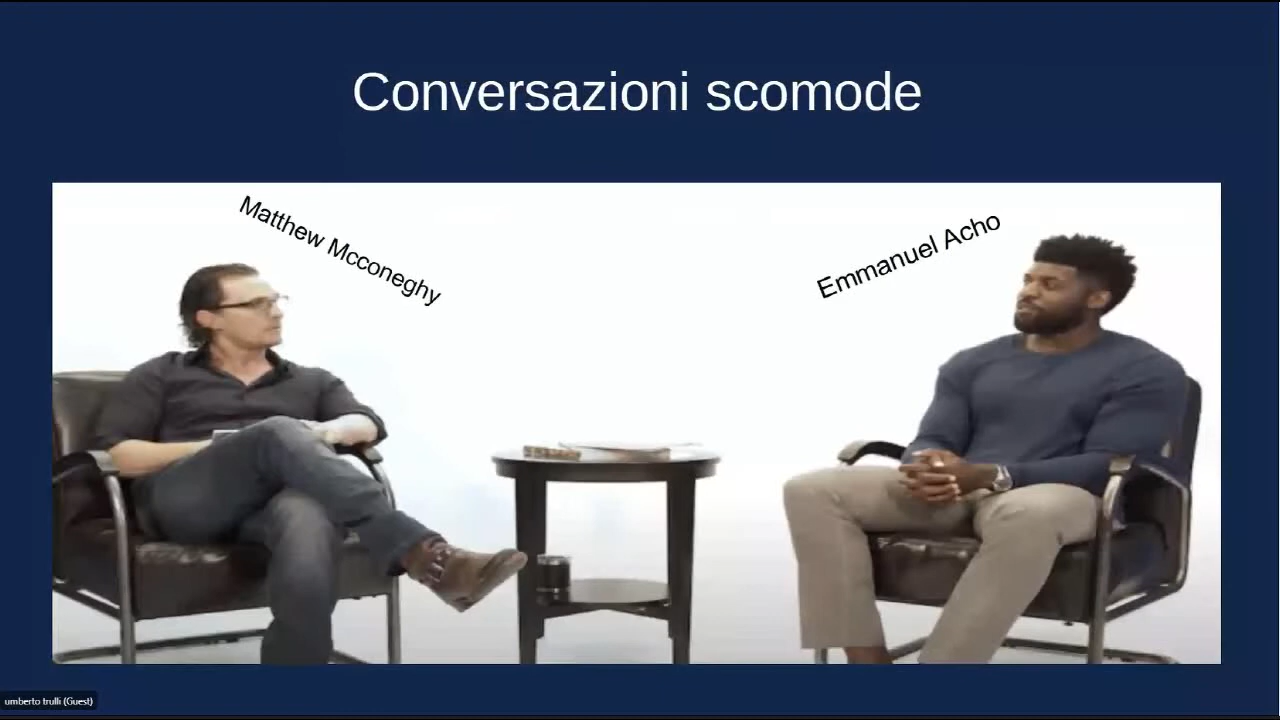 Conversazioni scomode
Matthew Mcconeghy
Emmanuel Acho
umberto trulli (Guest)